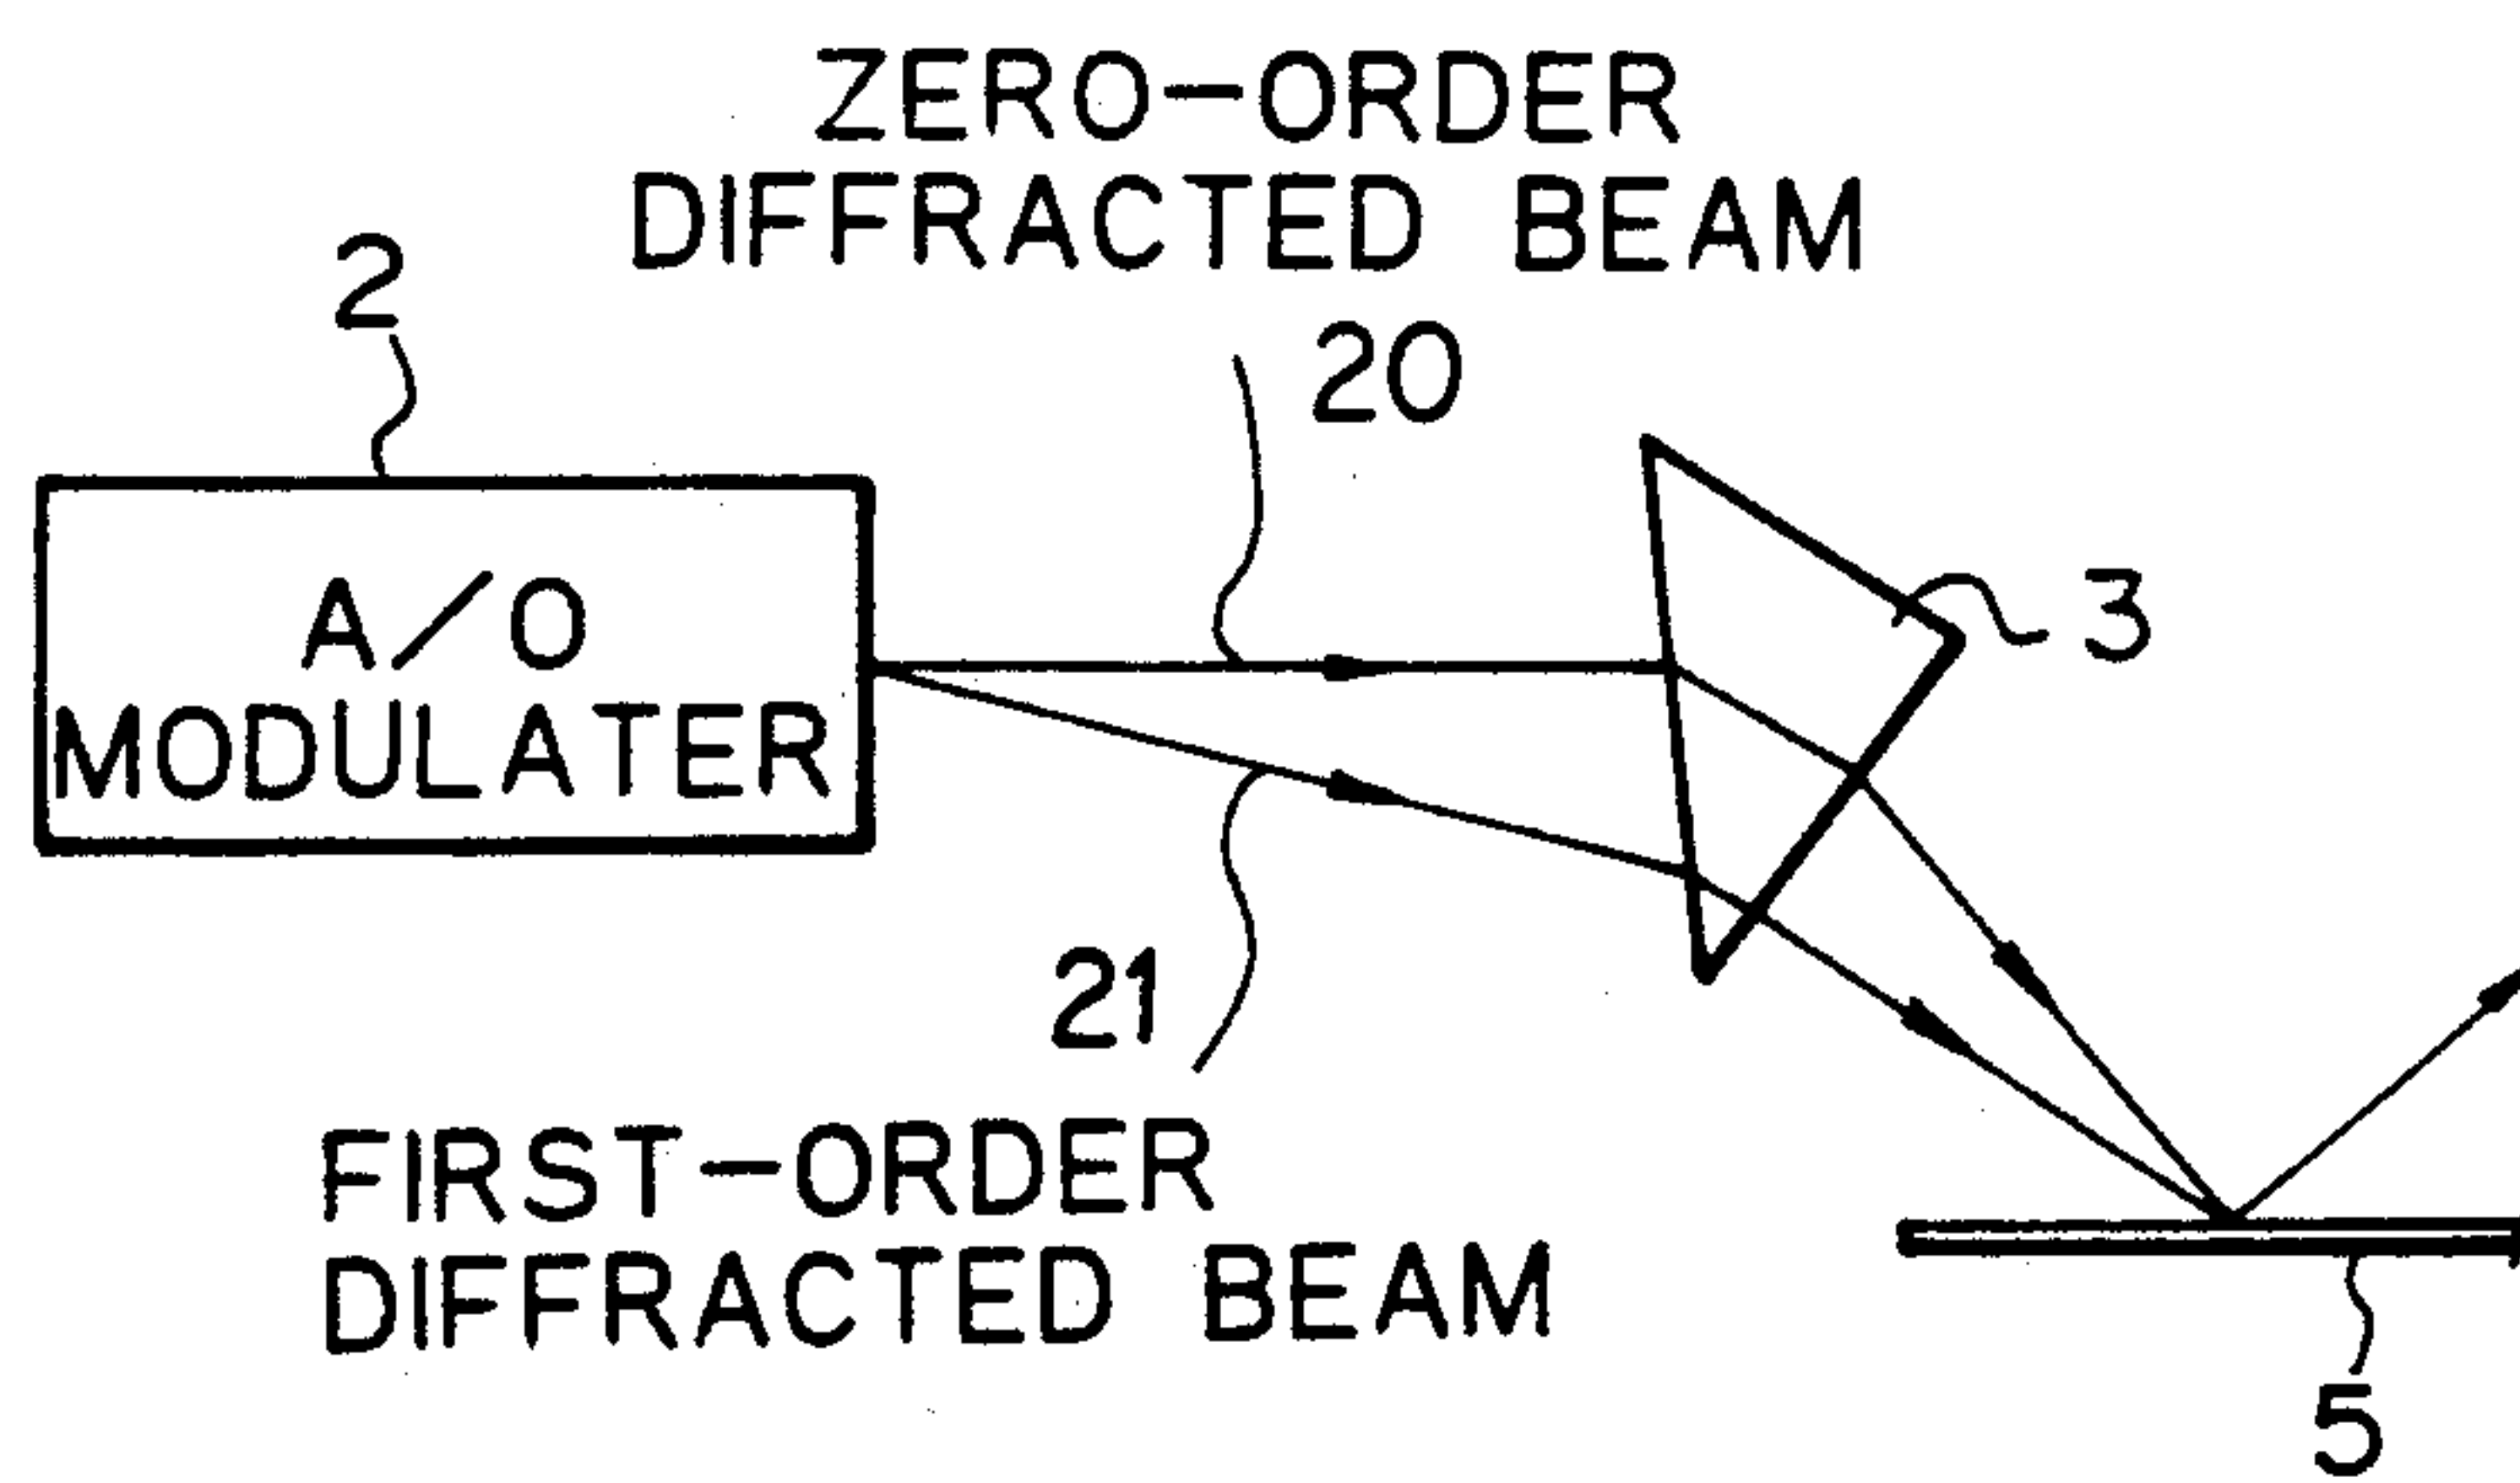 ZERO-ORDER
DIFFRACTED BEAM
2
20
A/O
MODULATER
3
21
FIRST-ORDER
DIFFRACTED BEAM
5